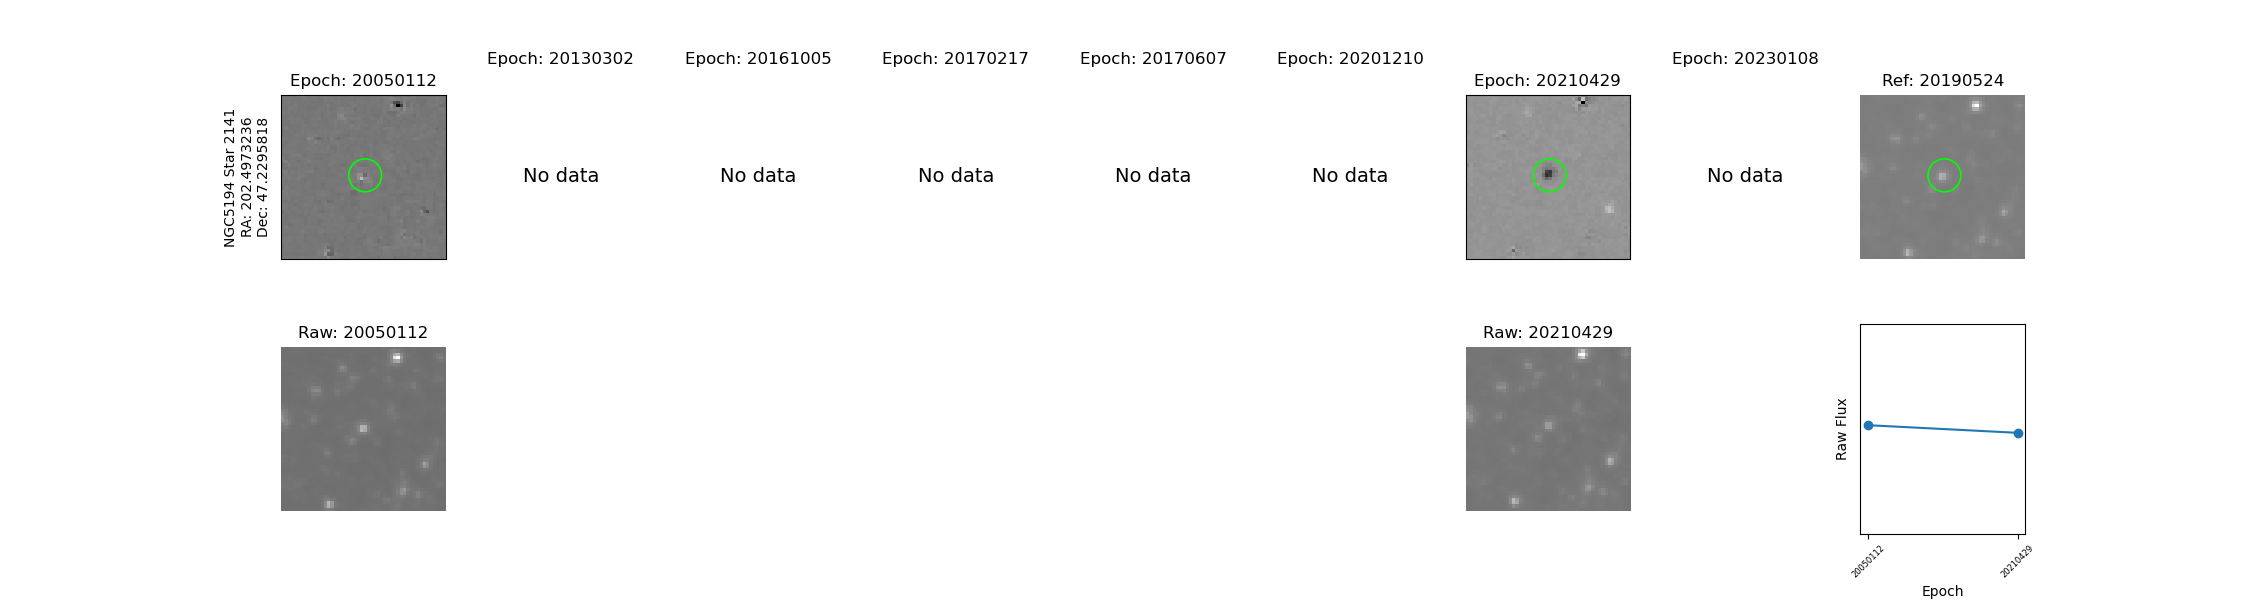 Epoch: 20050112
Epoch: 20130302
Epoch: 20161005
Epoch: 20170217
Epoch: 20170607
Epoch: 20201210
Epoch: 20210429
Epoch: 20230108
Ref: 20190524
NGC5194 Star 2141
RA: 202.4973236
Dec: 47.2295818
No data
No data
No data
No data
No data
No data
Raw: 20050112
Raw: 20210429
Raw Flux
20050112
20210429
Epoch